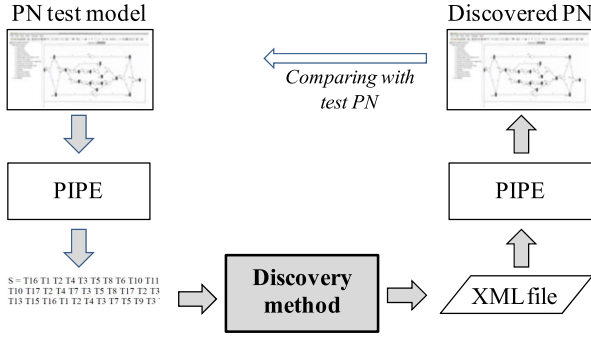 PN test model
Discovered PN
Comparing with
test PN
PIPE
PIPE
S = T16 T1 T2 T4 T3 T5 T8 T6 T10 T11
T10 T17 T2 T4 T7 T3 T5 T8 T17 T2 T3
T13 T15 T16 T1 T2 T4 T3 T7 T5 T9 T3
Discovery
method
XML file